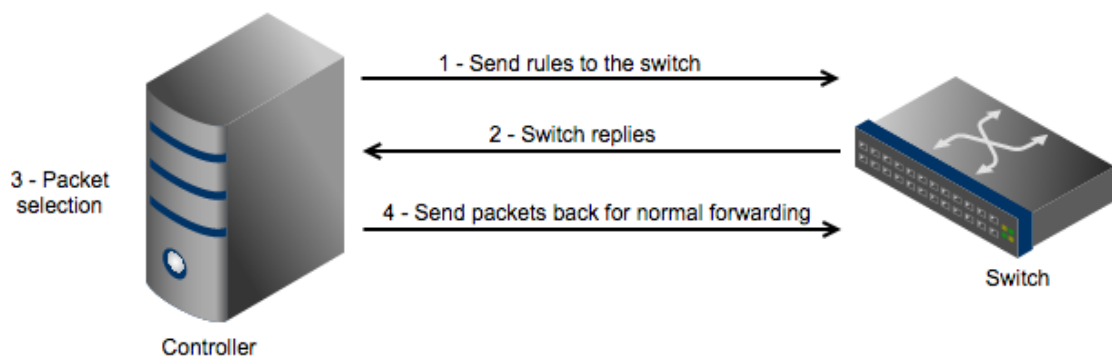 1 - Send rules to the switch
2 - Switch replies
3 - Packet
selection
4 - Send packets back for normal forwarding
Switch
Controller